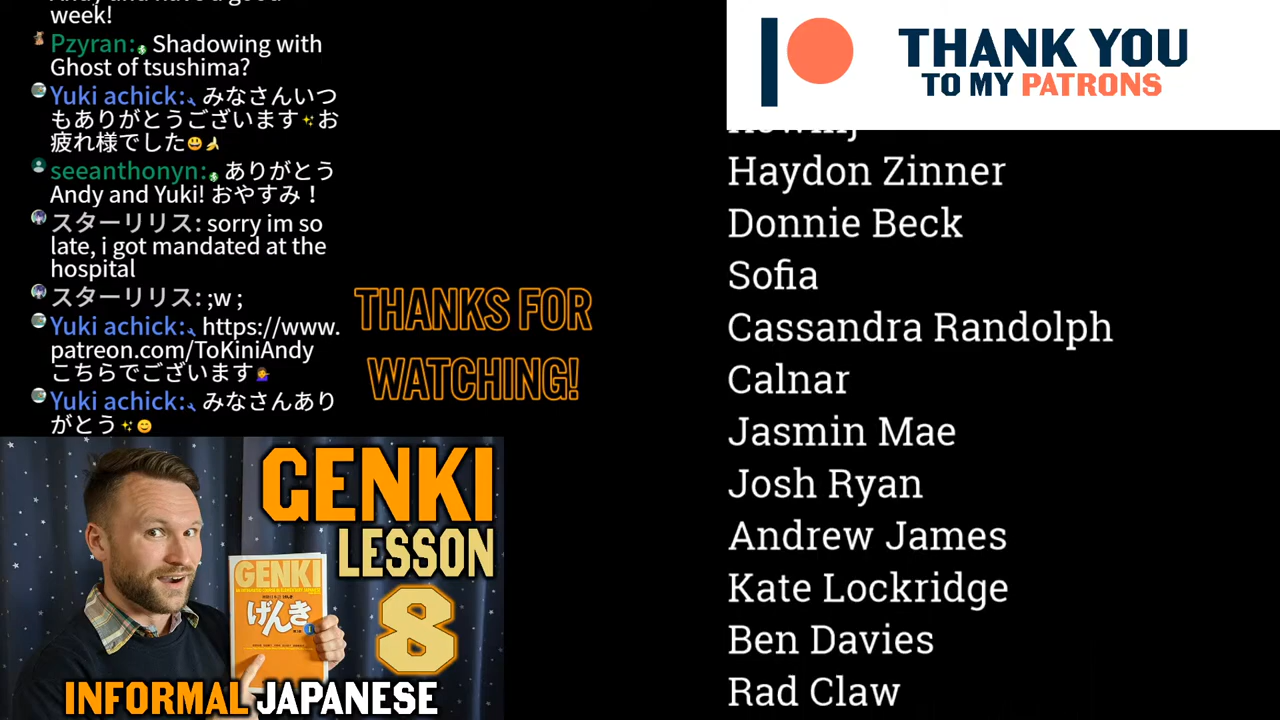 week!
Pzyran: Shadowing with
Ghost of tsushima?
Yuki achick: みなさんいつ
もありがとうございます✨お
疲れ様でした😃🍌
seeanthonyn: ありがとう
Andy and Yuki! おやすみ！
スターリリス: sorry im so
late, i got mandated at the
hospital
スターリリス: ;w ;
Yuki achick: https://www.
patreon.com/ToKiniAndy
こちらでございます💁‍♀️
Yuki achick: みなさんあり
がとう✨😊
THANKS FOR
WATCHING!
GENKI
LESSON
8
GENKI
げんき
INFORMAL JAPANESE
THANK YOU
TO MY PATRONS
Haydon Zinner
Donnie Beck
Sofia
Cassandra Randolph
Calnar
Jasmin Mae
Josh Ryan
Andrew James
Kate Lockridge
Ben Davies
Rad Claw